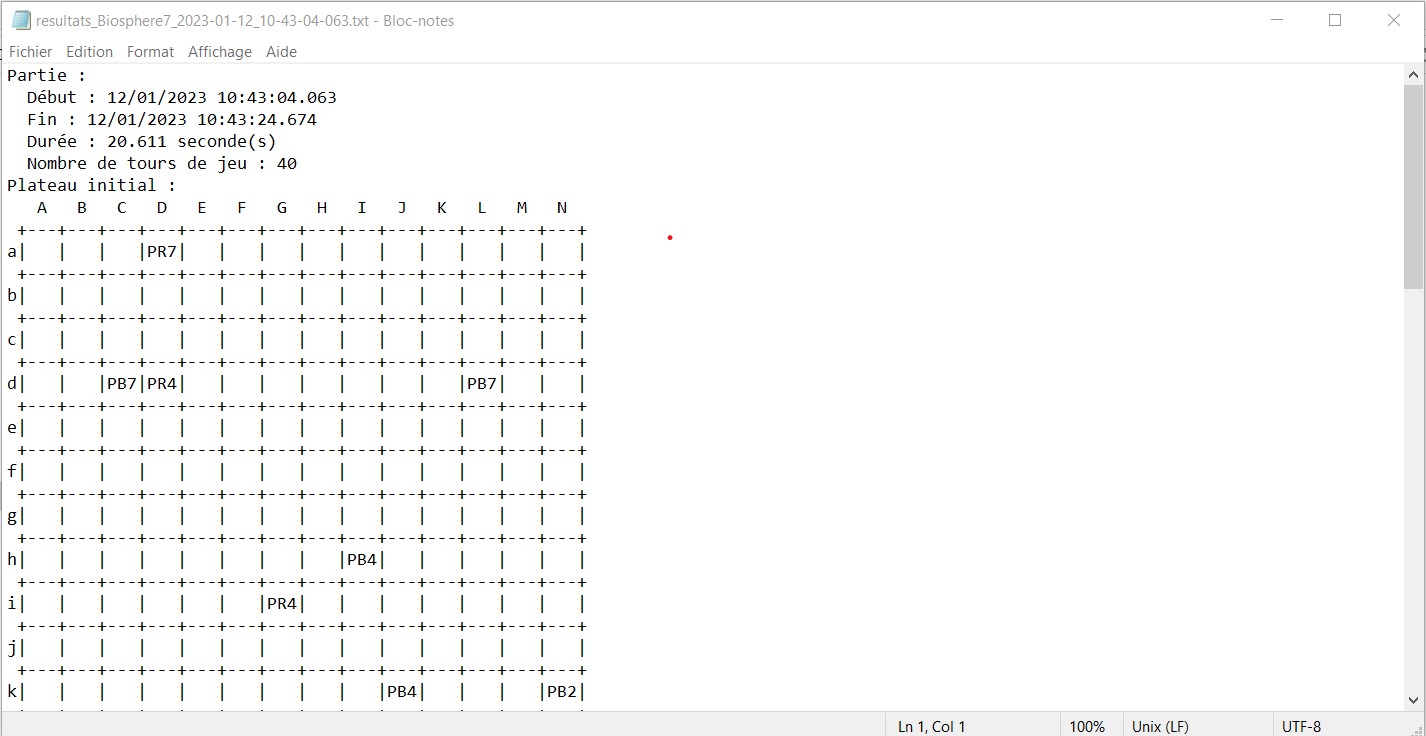 resultats_Biosphere7_2023-01-12_10-43-04-063.txt - Bloc-notes
Fichier Edition Format Affichage Aide
Partie :
  Début : 12/01/2023 10:43:04.063
  Fin : 12/01/2023 10:43:24.674
  Durée : 20.611 seconde(s)
  Nombre de tours de jeu : 40
Plateau initial :
   A   B   C   D   E   F   G   H   I   J   K   L   M   N
 +---+---+---+---+---+---+---+---+---+---+---+---+---+---+
a|   |   |   |PR7|   |   |   |   |   |   |   |   |   |   |
 +---+---+---+---+---+---+---+---+---+---+---+---+---+---+
b|   |   |   |   |   |   |   |   |   |   |   |   |   |   |
 +---+---+---+---+---+---+---+---+---+---+---+---+---+---+
c|   |   |   |   |   |   |   |   |   |   |   |   |   |   |
 +---+---+---+---+---+---+---+---+---+---+---+---+---+---+
d|   |   |PB7|PR4|   |   |   |   |   |   |   |PB7|   |   |
 +---+---+---+---+---+---+---+---+---+---+---+---+---+---+
e|   |   |   |   |   |   |   |   |   |   |   |   |   |   |
 +---+---+---+---+---+---+---+---+---+---+---+---+---+---+
f|   |   |   |   |   |   |   |   |   |   |   |   |   |   |
 +---+---+---+---+---+---+---+---+---+---+---+---+---+---+
g|   |   |   |   |   |   |   |   |   |   |   |   |   |   |
 +---+---+---+---+---+---+---+---+---+---+---+---+---+---+
h|   |   |   |   |   |   |   |   |PB4|   |   |   |   |   |
 +---+---+---+---+---+---+---+---+---+---+---+---+---+---+
i|   |   |   |   |   |   |PR4|   |   |   |   |   |   |   |
 +---+---+---+---+---+---+---+---+---+---+---+---+---+---+
j|   |   |   |   |   |   |   |   |   |   |   |   |   |   |
 +---+---+---+---+---+---+---+---+---+---+---+---+---+---+
k|   |   |   |   |   |   |   |   |   |PB4|   |   |   |PB2|
Ln 1, Col 1 100% Unix (LF) UTF-8